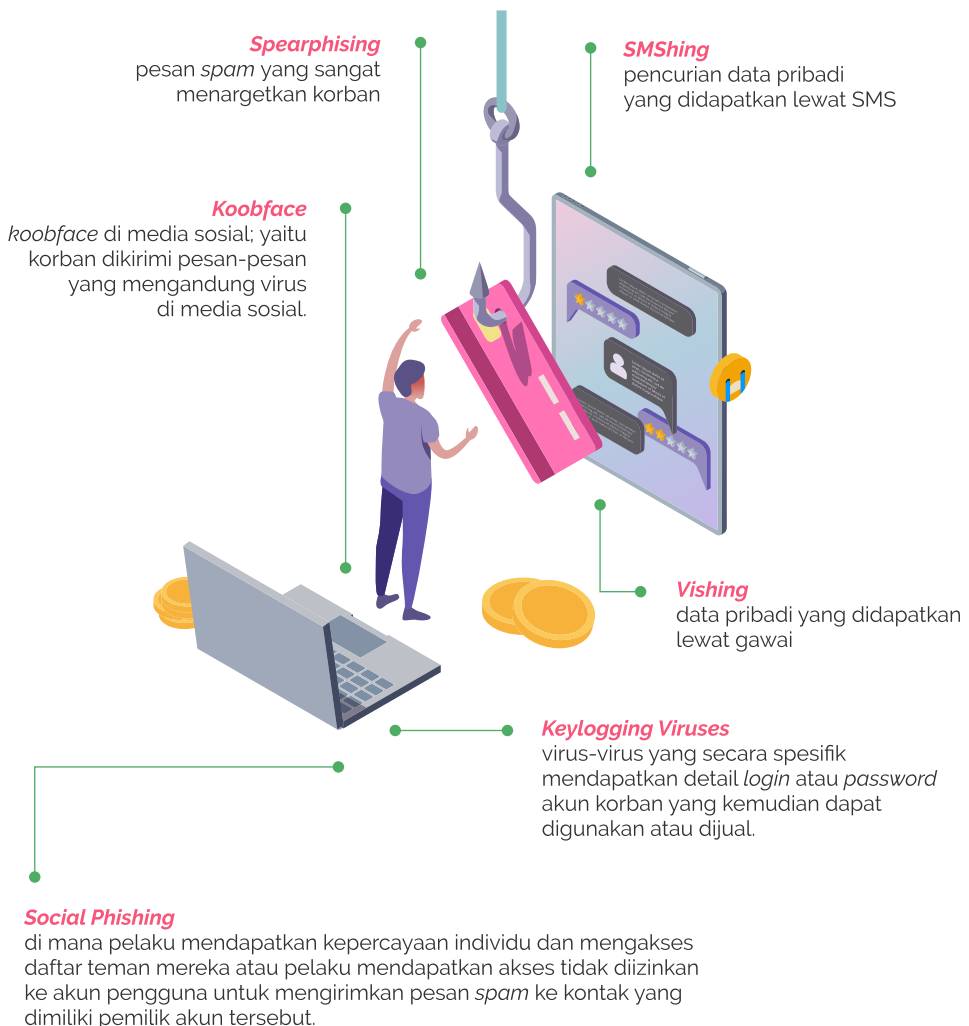 Spearphising
pesan spam yang sangat
menargetkan korban
SMShing
pencurian data pribadi
yang didapatkan lewat SMS
Koobface
koobface di media sosial; yaitu
korban dikirimi pesan-pesan
yang mengandung virus
di media sosial.
Vishing
data pribadi yang didapatkan
lewat gawai
Keylogging Viruses
virus-virus yang secara spesifik
mendapatkan detail login atau password
akun korban yang kemudian dapat
digunakan atau dijual.
Social Phishing
di mana pelaku mendapatkan kepercayaan individu dan mengakses
daftar teman mereka atau pelaku mendapatkan akses tidak diizinkan
ke akun pengguna untuk mengirimkan pesan spam ke kontak yang
dimiliki pemilik akun tersebut.